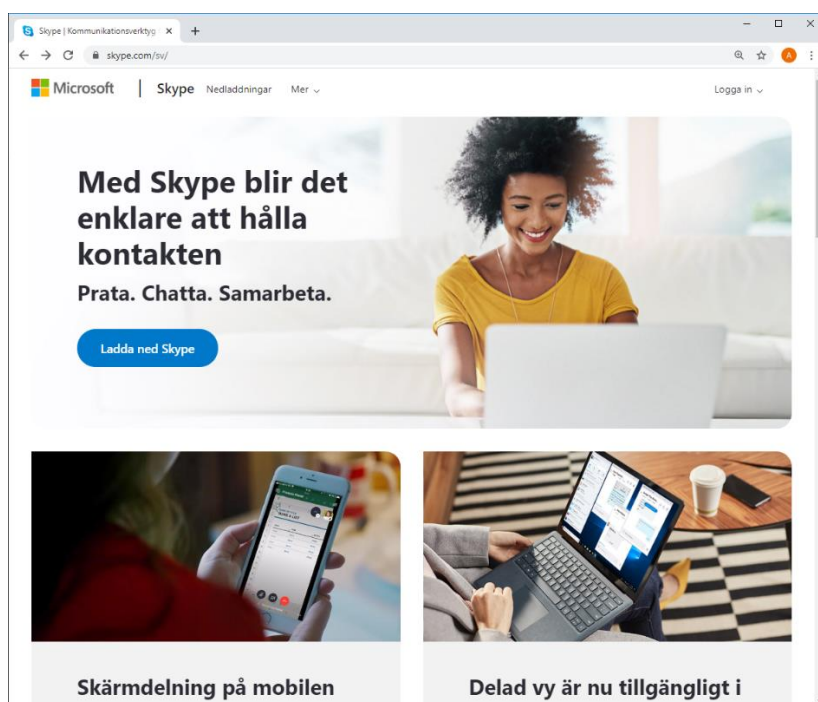 Skype | Kommunikationsverktyg
skype.com/sv/
A
Microsoft | Skype Nedladdningar Mer
Logga in
Med Skype blir det
enklare att hålla
kontakten
Prata. Chatta. Samarbeta.
Ladda ned Skype
Skärmdelning på mobilen
Delad vy är nu tillgängligt i